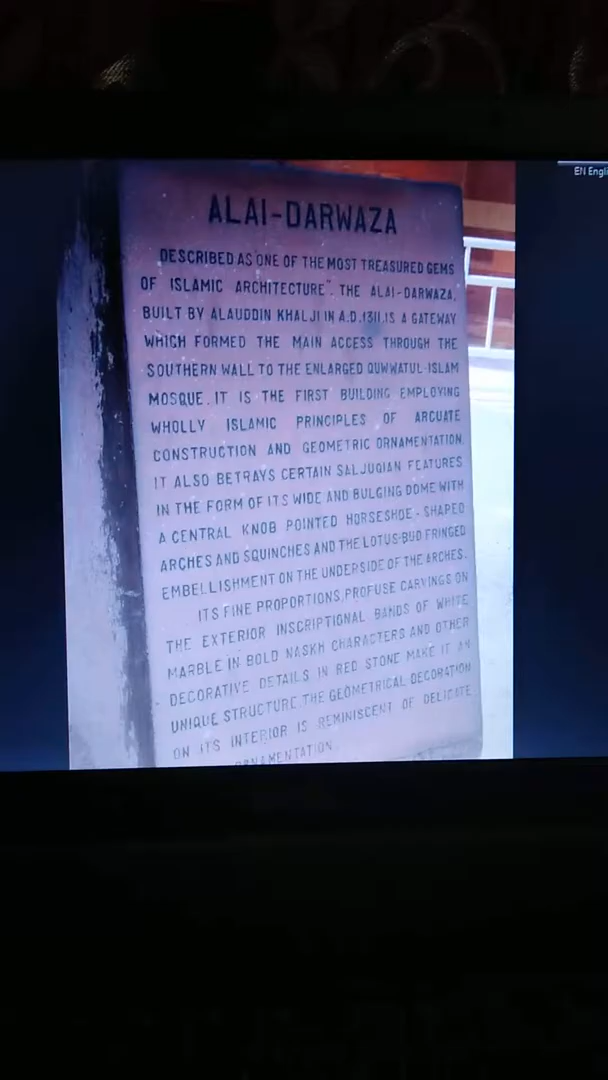 EN Engli
ALAI-DARWAZA
DESCRIBED AS ONE OF THE MOST TREASURED GEMS
OF ISLAMIC ARCHITECTURE". THE ALAI-DARWAZA,
BUILT BY ALAUDDIN KHALJI IN A.D.1311, IS A GATEWAY
WHICH FORMED THE MAIN ACCESS THROUGH THE
SOUTHERN WALL TO THE ENLARGED QUWWATUL-ISLAM
MOSQUE. IT IS THE FIRST BUILDING EMPLOYING
WHOLLY ISLAMIC PRINCIPLES OF ARCUATE
CONSTRUCTION AND GEOMETRIC ORNAMENTATION.
IT ALSO BETRAYS CERTAIN SALJUQIAN FEATURES
IN THE FORM OF ITS WIDE AND BULGING DOME WITH
A CENTRAL KNOB POINTED HORSESHOE-SHAPED
ARCHES AND SQUINCHES AND THE LOTUS-BUD FRINGED
EMBELLISHMENT ON THE UNDERSIDE OF THE ARCHES.
ITS FINE PROPORTIONS, PROFUSE CARVINGS ON
THE EXTERIOR INSCRIPTIONAL BANDS OF WHITE
MARBLE IN BOLD NASKH CHARACTERS AND OTHER
DECORATIVE DETAILS IN RED STONE MAKE IT AN
UNIQUE STRUCTURE. THE GEOMETRICAL DECORATION
ON ITS INTERIOR IS REMINISCENT OF DELICATE
ORNAMENTATION.